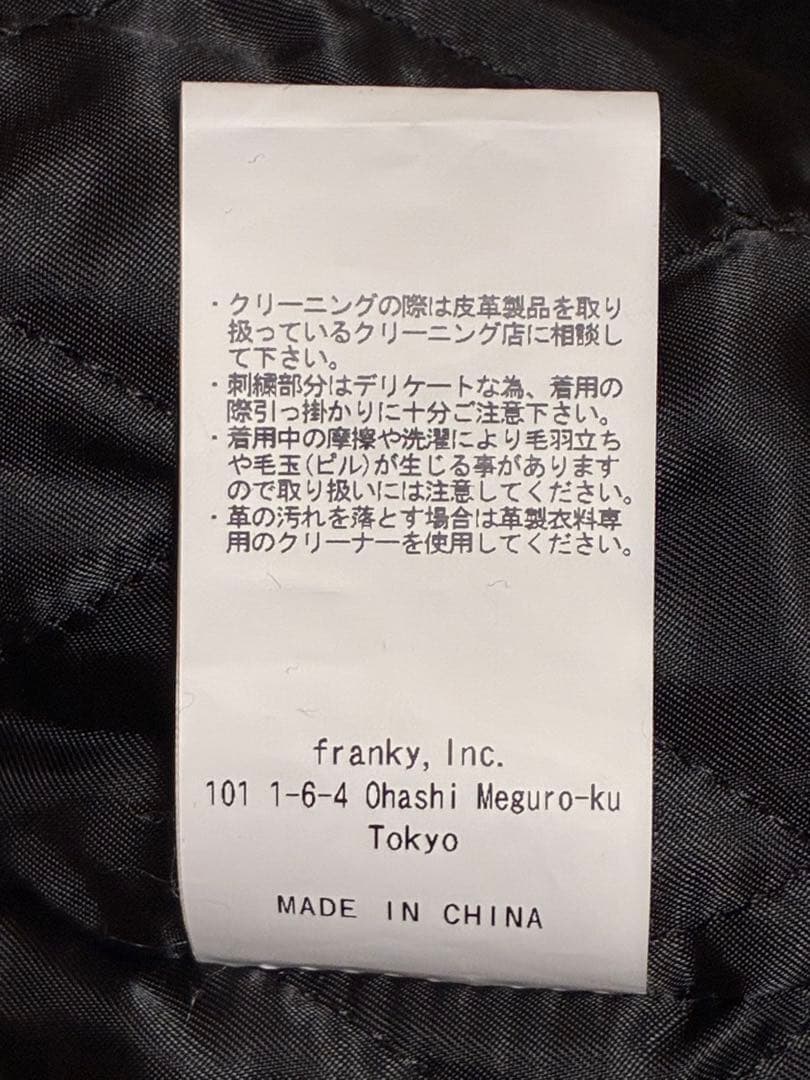 ・クリーニングの際は皮革製品を取り
扱っているクリーニング店に相談し
て下さい。
・刺繍部分はデリケートな為、着用の
際引っ掛かりに十分ご注意下さい。
・着用中の摩擦や洗濯により毛羽立ち
や毛玉(ピル)が生じる事があります
ので取り扱いには注意してください。
・革の汚れを落とす場合は革製衣料専
用のクリーナーを使用してください。
franky, Inc.
101 1-6-4 Ohashi Meguro-ku
Tokyo
MADE IN CHINA